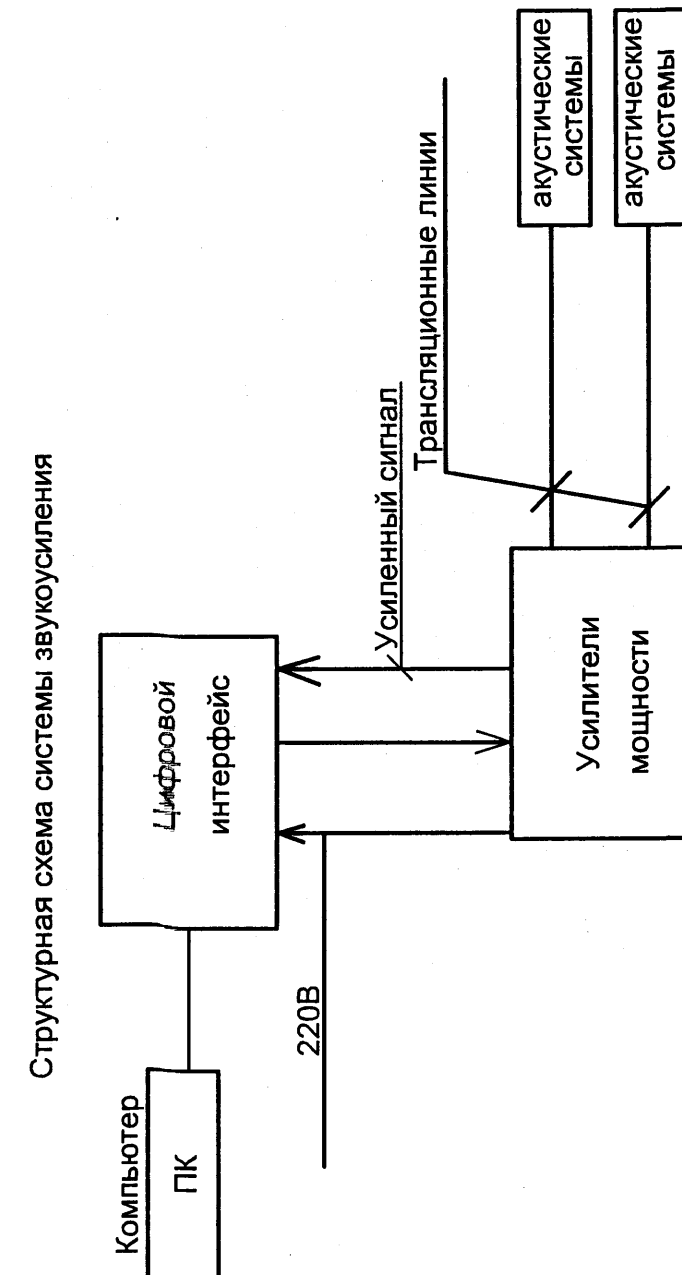 Структурная схема системы звукоусиления
Компьютер
ПК
Цифровой
интерфейс
220В
Усиленный сигнал
Трансляционные линии
Усилители
мощности
акустические
системы
акустические
системы